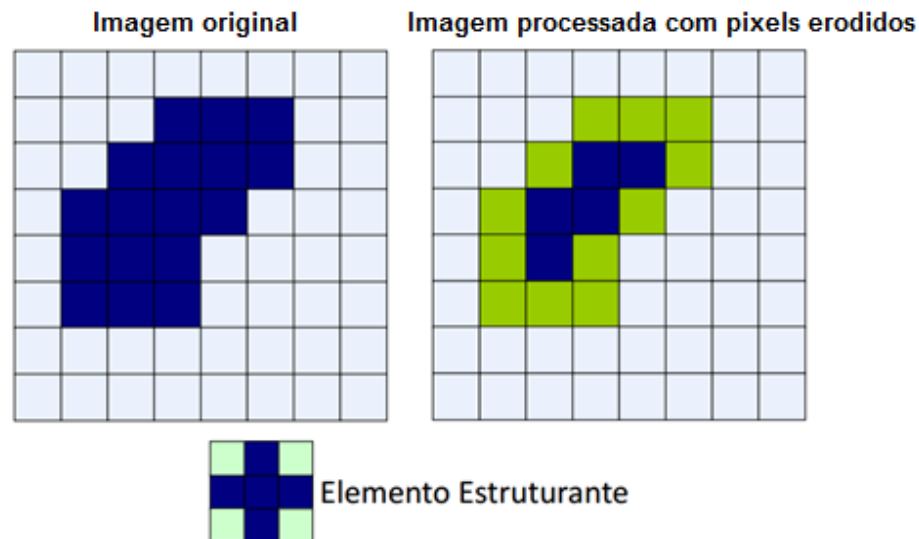 Imagem original
Imagem processada com pixels erodidos
Elemento Estruturante